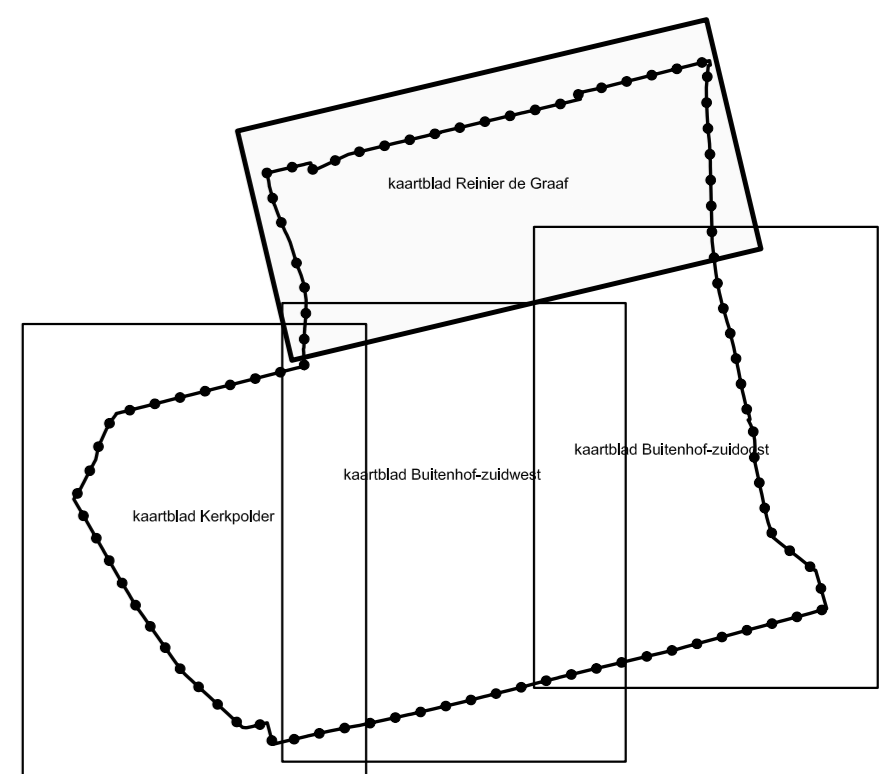 kaartblad Reinier de Graaf
kaartblad Buitenhof-zuidoost
kaartblad Buitenhof-zuidwest
kaartblad Kerkpolder